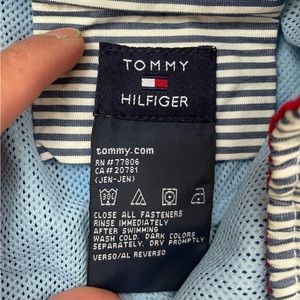 TOMMY
HILFIGER
tommy.com
RN#77806
CA#20781
(JEN-JEN)
CLOSE ALL FASTENERS
RINSE IMMEDIATELY
AFTER SWIMMING
WASH COLD. DARK COLORS
SEPARATELY. DRY PROMPTLY
VERSO/AL REVERSO